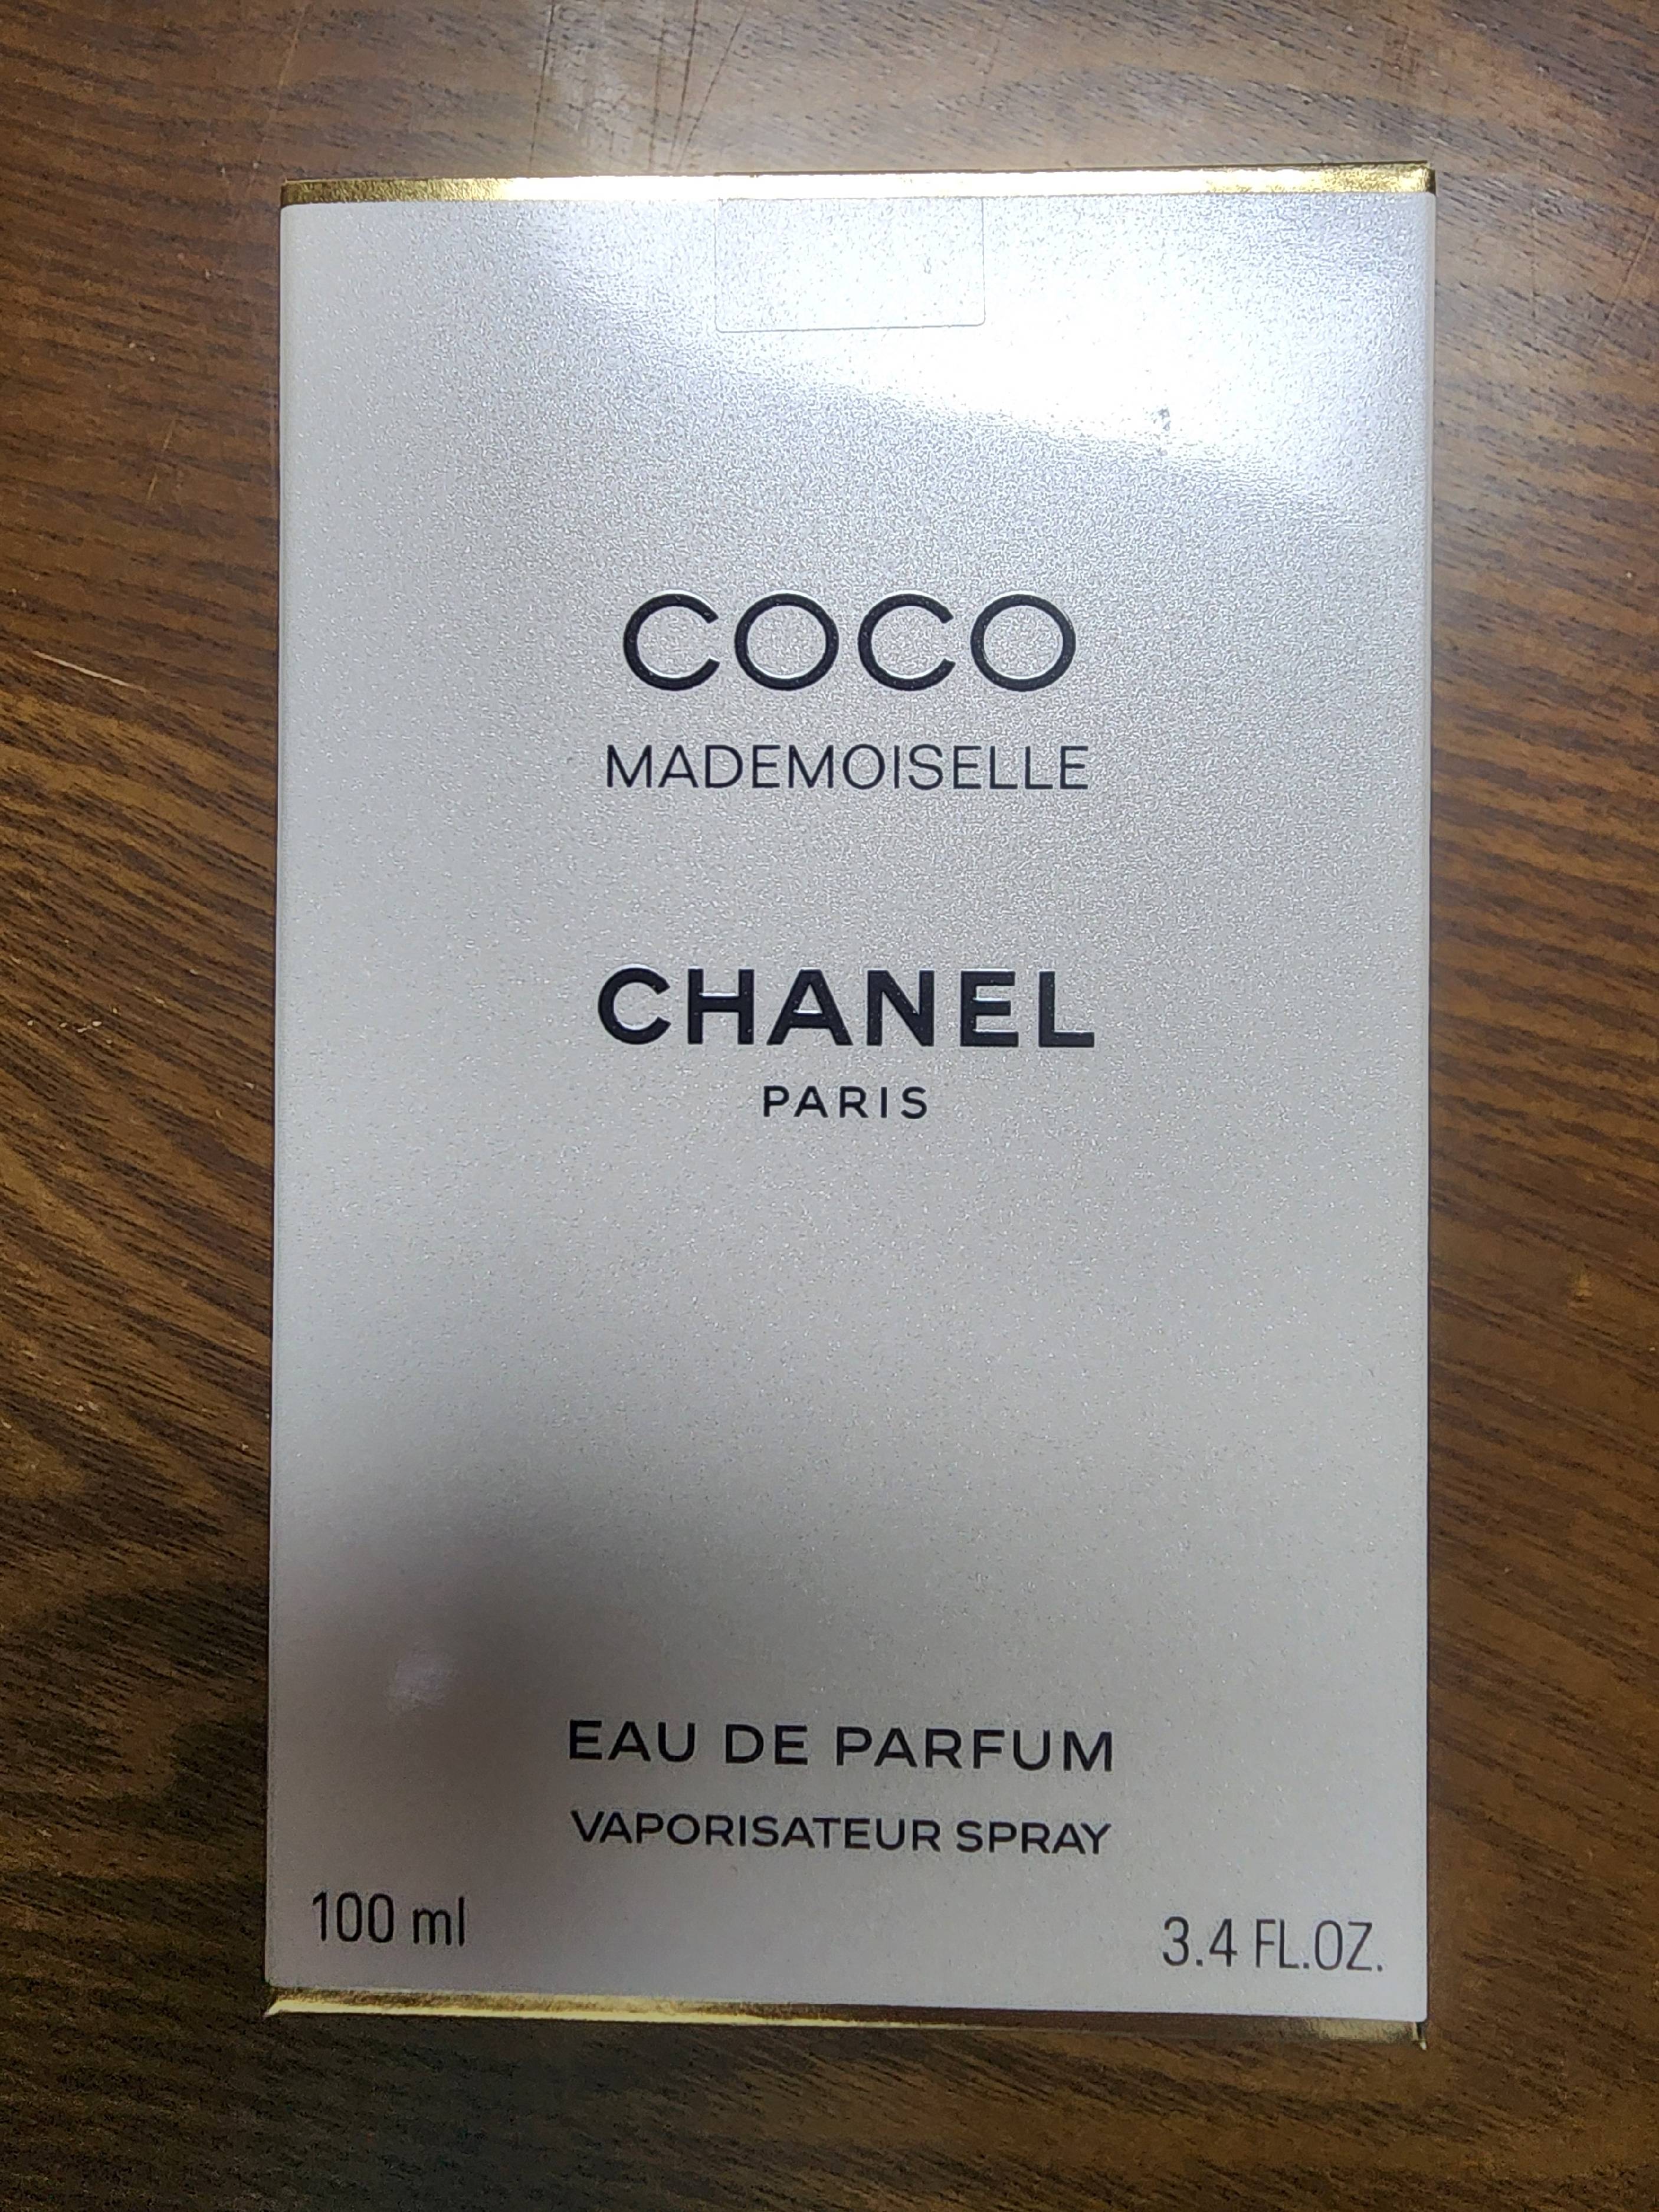 COCO
MADEMOISELLE
CHANEL
PARIS
EAU DE PARFUM
VAPORISATEUR SPRAY
100 ml
3.4 FL.OZ.